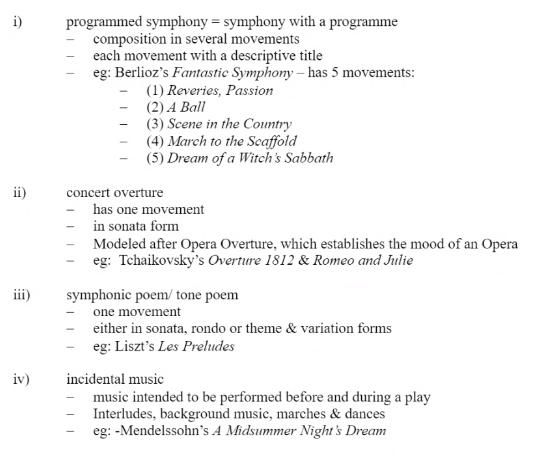 i) programmed symphony = symphony with a programme
– composition in several movements
– each movement with a descriptive title
– eg: Berlioz's Fantastic Symphony – has 5 movements:
– (1) Reveries, Passion
– (2) A Ball
– (3) Scene in the Country
– (4) March to the Scaffold
– (5) Dream of a Witch's Sabbath
ii) concert overture
– has one movement
– in sonata form
– Modeled after Opera Overture, which establishes the mood of an Opera
– eg: Tchaikovsky's Overture 1812 & Romeo and Julie
iii) symphonic poem/ tone poem
– one movement
– either in sonata, rondo or theme & variation forms
– eg: Liszt's Les Preludes
iv) incidental music
– music intended to be performed before and during a play
– Interludes, background music, marches & dances
– eg: -Mendelssohn's A Midsummer Night's Dream